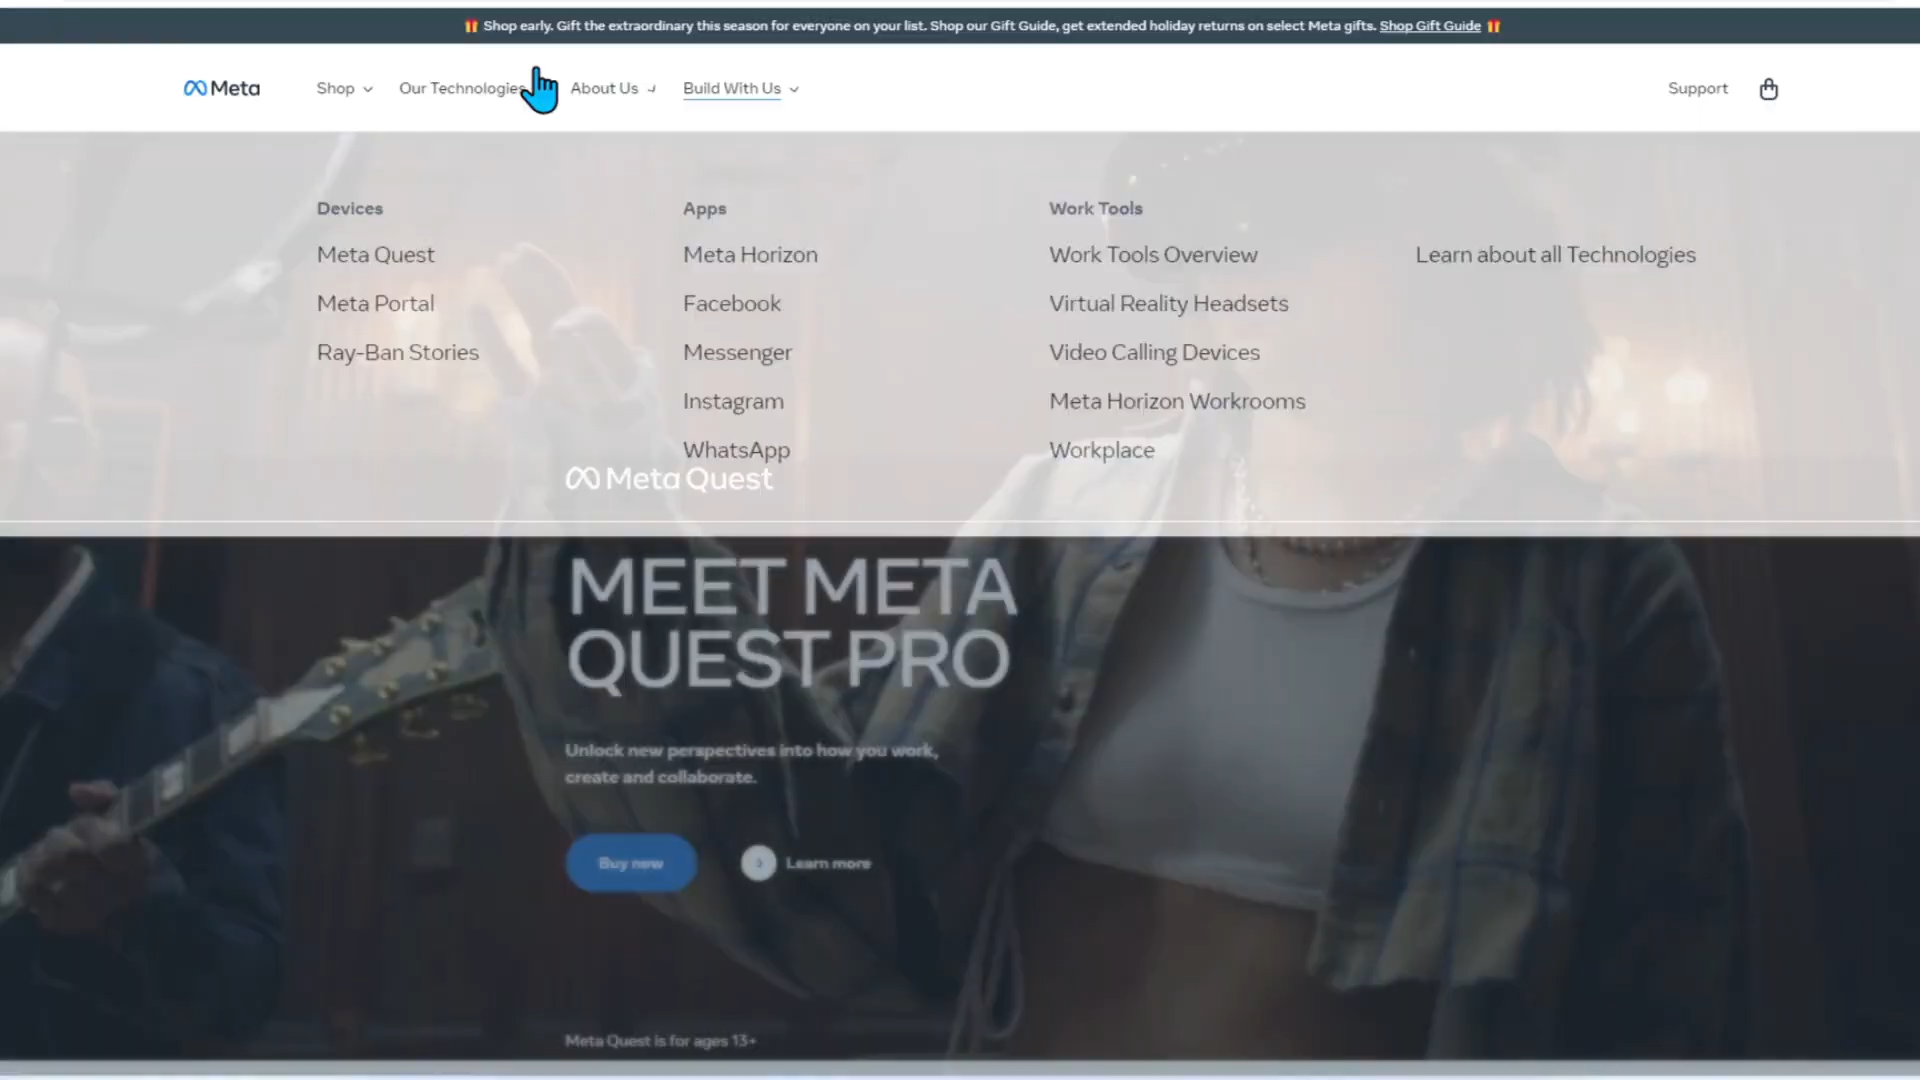 🎁 Shop early. Gift the extraordinary this season for everyone on your list. Shop our Gift Guide, get extended holiday returns on select Meta gifts. Shop Gift Guide 🎁
Meta Shop Our Technologies About Us Build With Us Support
Devices
Meta Quest
Meta Portal
Ray-Ban Stories
Apps
Meta Horizon
Facebook
Messenger
Instagram
WhatsApp
Work Tools
Work Tools Overview
Virtual Reality Headsets
Video Calling Devices
Meta Horizon Workrooms
Workplace
Learn about all Technologies
Meta Quest
MEET META
QUEST PRO
Unlock new perspectives into how you work,
create and collaborate.
Buy now
Learn more
Meta Quest is for ages 13+